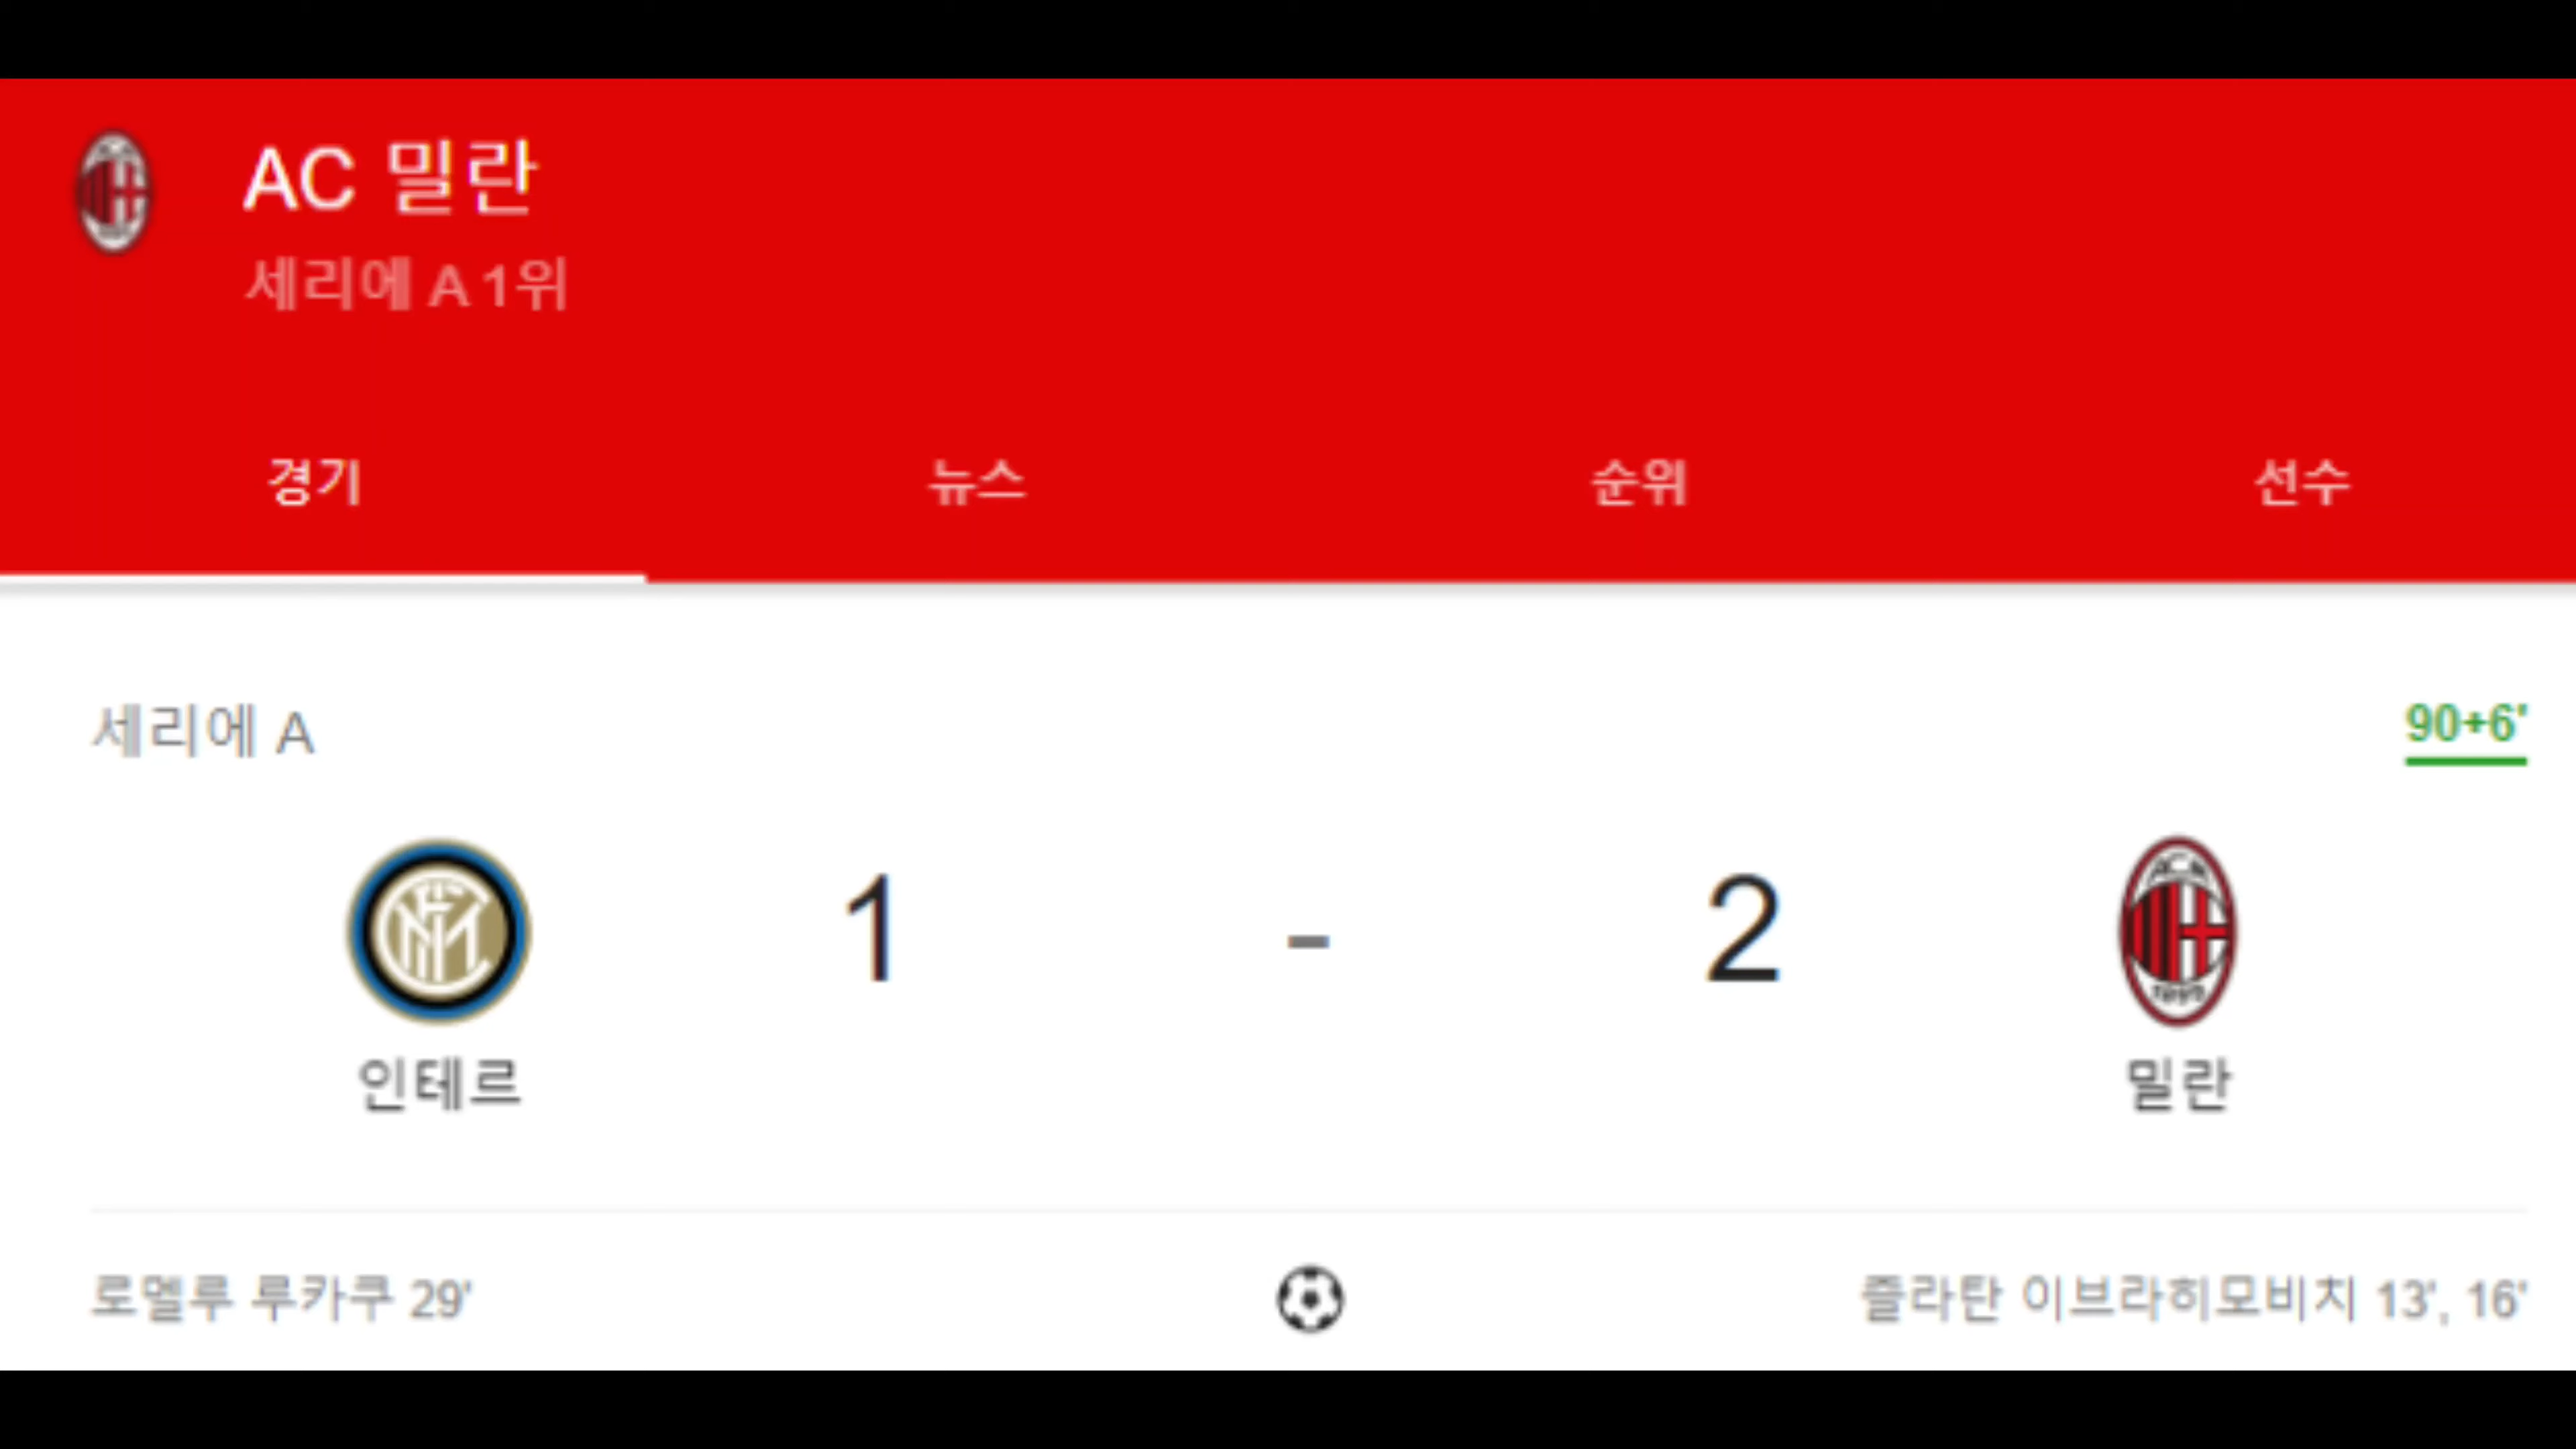 AC 밀란
세리에 A 1위
경기 뉴스 순위 선수
세리에 A 90+6'
1 - 2
인테르 밀란
로멜루 루카쿠 29' 즐라탄 이브라히모비치 13', 16'